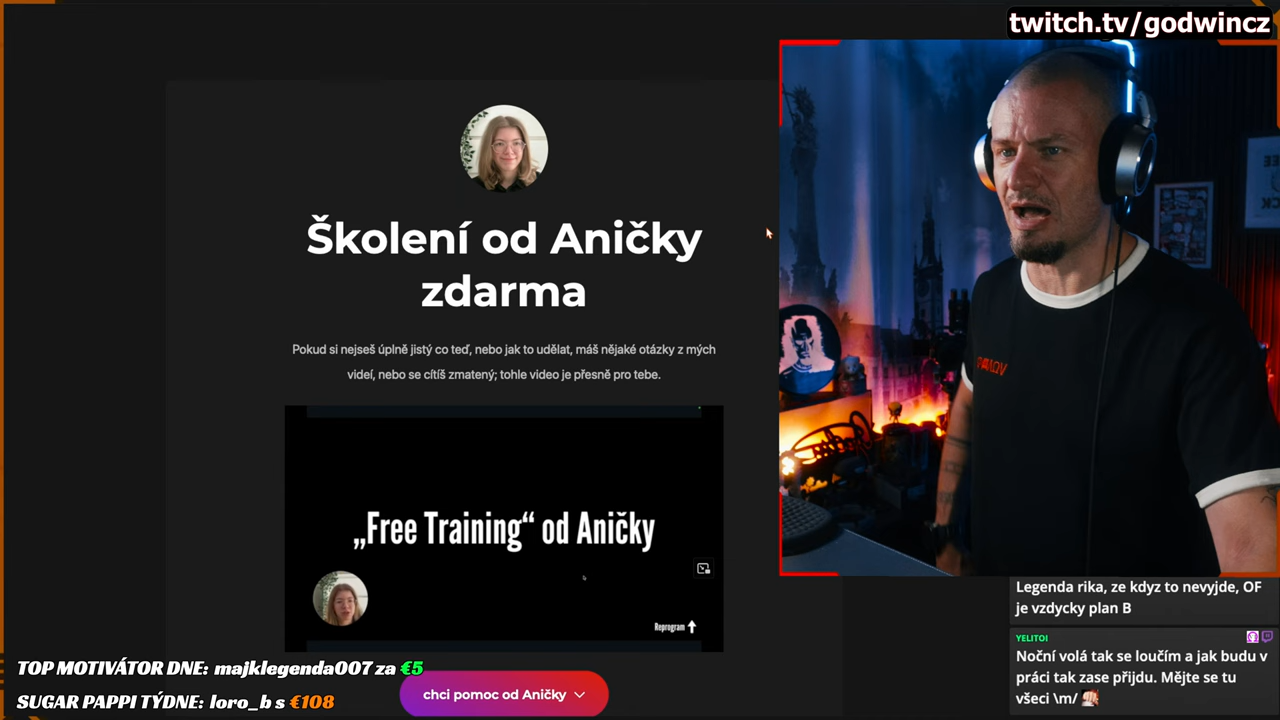 twitch.tv/godwincz
Školení od Aničky
zdarma
Pokud si nejseš úplně jistý co teď, nebo jak to udělat, máš nějaké otázky z mých
videí, nebo se cítíš zmatený; tohle video je přesně pro tebe.
„Free Training“ od Aničky
Reprogram
chci pomoc od Aničky
Legenda rika, ze kdyz to nevyjde, OF
je vzdycky plan B
YELITOI
Noční volá tak se loučím a jak budu v
práci tak zase přijdu. Mějte se tu
všeci \m/
TOP MOTIVÁTOR DNE: majklegenda007 za €5
SUGAR PAPPI TÝDNE: loro_b s €108